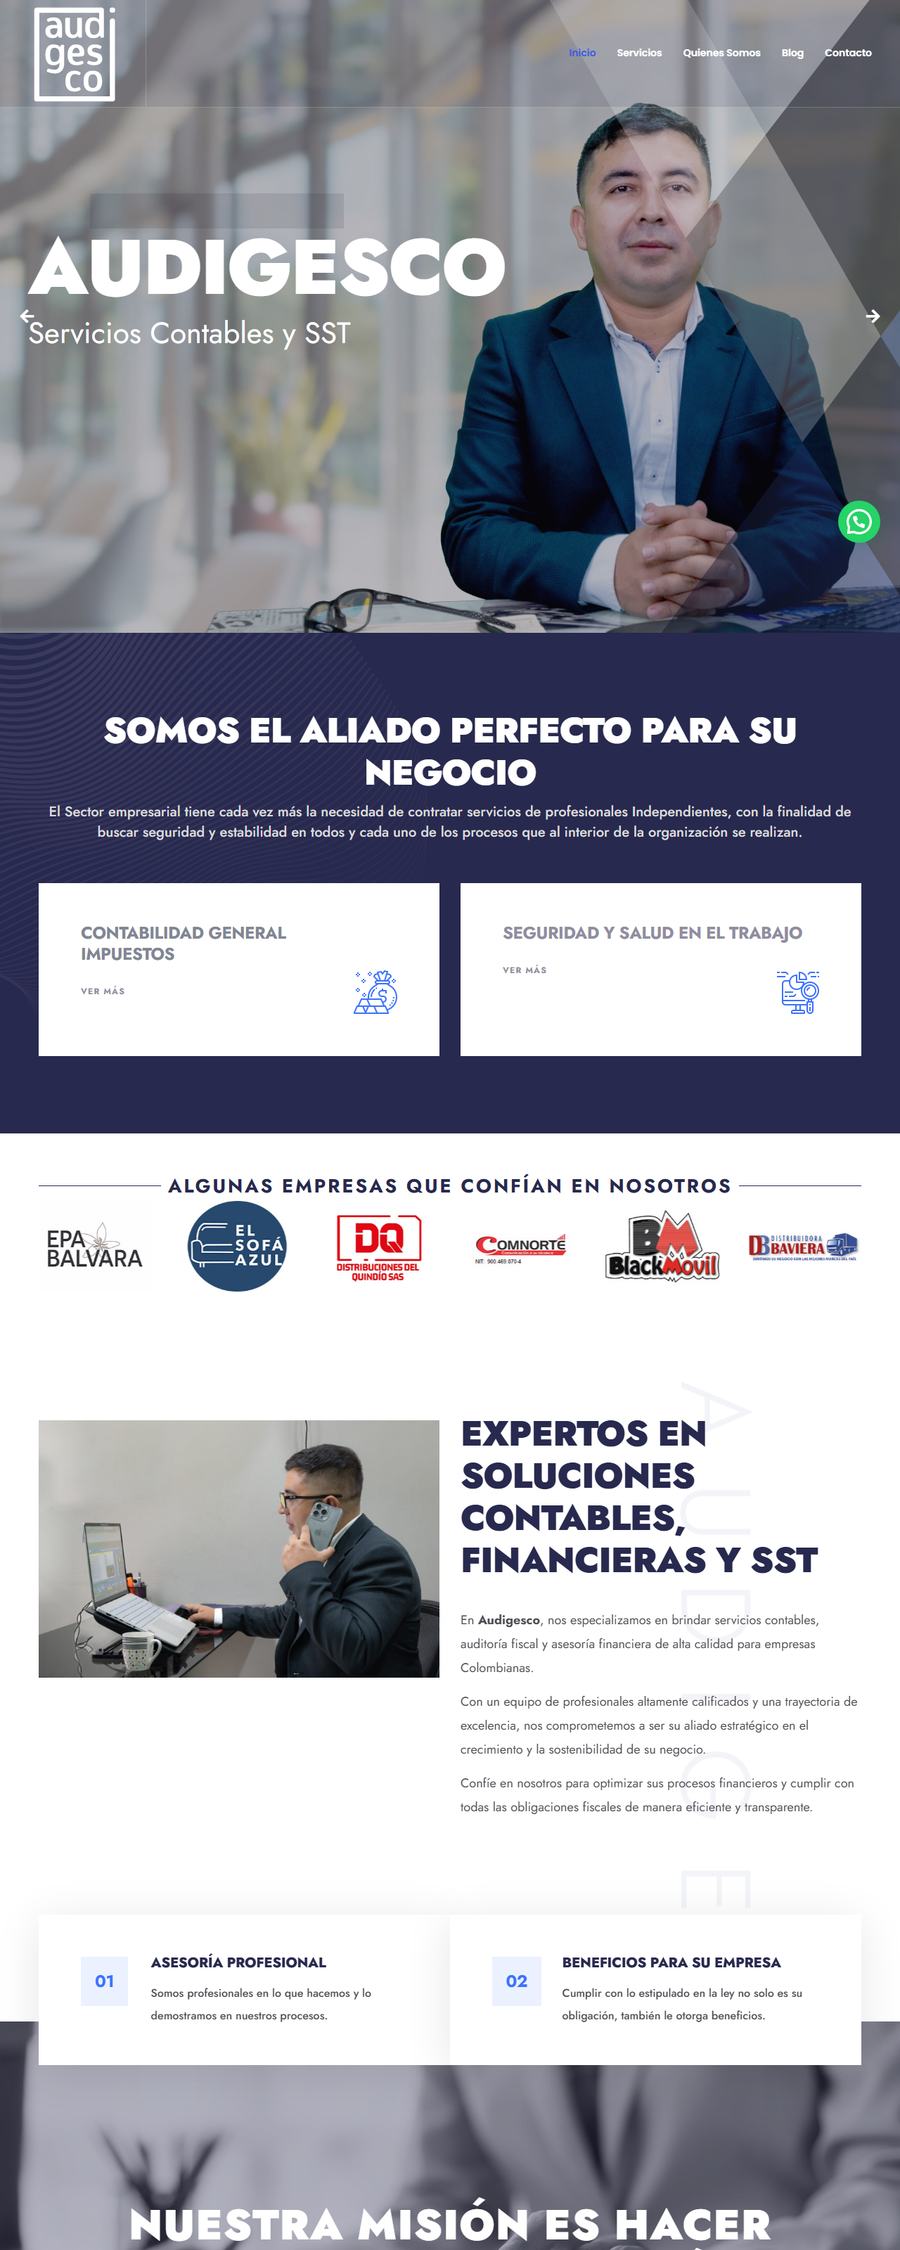 aud
ges
co
Inicio
Servicios
Quienes Somos
Blog
Contacto
AUDIGESCO
Servicios Contables y SST
SOMOS EL ALIADO PERFECTO PARA SU
NEGOCIO
El Sector empresarial tiene cada vez más la necesidad de contratar servicios de profesionales Independientes, con la finalidad de
buscar seguridad y estabilidad en todos y cada uno de los procesos que al interior de la organización se realizan.
CONTABILIDAD GENERAL
IMPUESTOS
VER MÁS
SEGURIDAD Y SALUD EN EL TRABAJO
VER MÁS
ALGUNAS EMPRESAS QUE CONFÍAN EN NOSOTROS
EPA
BALVARA
EL
SOFÁ
AZUL
DQ
DISTRIBUCIONES DEL
QUINDÍO SAS
COMNORTE
NIT: 900.469.070-4
BM
BlackMovil
DB DISTRIBUIDORA
BAVIERA
AUDIGE
EXPERTOS EN
SOLUCIONES
CONTABLES,
FINANCIERAS Y SST
En Audigesco, nos especializamos en brindar servicios contables,
auditoría fiscal y asesoría financiera de alta calidad para empresas
Colombianas.
Con un equipo de profesionales altamente calificados y una trayectoria de
excelencia, nos comprometemos a ser su aliado estratégico en el
crecimiento y la sostenibilidad de su negocio.
Confíe en nosotros para optimizar sus procesos financieros y cumplir con
todas las obligaciones fiscales de manera eficiente y transparente.
01
ASESORÍA PROFESIONAL
Somos profesionales en lo que hacemos y lo
demostramos en nuestros procesos.
02
BENEFICIOS PARA SU EMPRESA
Cumplir con lo estipulado en la ley no solo es su
obligación, también le otorga beneficios.
NUESTRA MISIÓN ES HACER